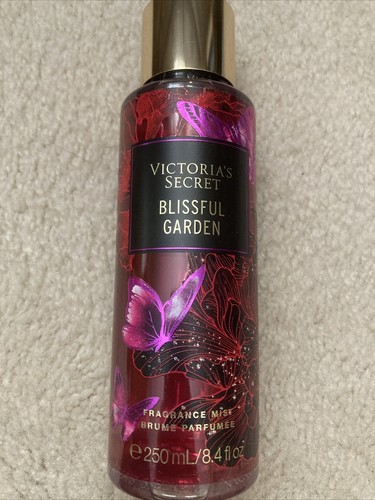 VICTORIA'S
SECRET
BLISSFUL
GARDEN
FRAGRANCE MIST
BRUME PARFUMÉE
℮250 mL/8.4 fl oz